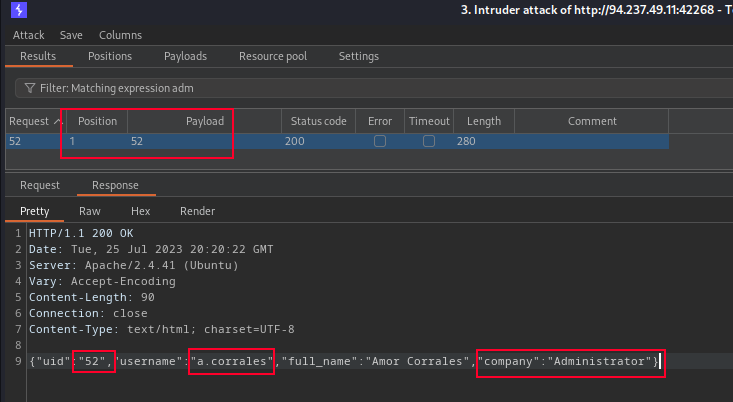 3. Intruder attack of http://94.237.49.11:42268 - T
Attack Save Columns
Results Positions Payloads Resource pool Settings
Filter: Matching expression adm
Request Position Payload Status code Error Timeout Length Comment
52 1 52 200 280
Request Response
Pretty Raw Hex Render
1 HTTP/1.1 200 OK
2 Date: Tue, 25 Jul 2023 20:20:22 GMT
3 Server: Apache/2.4.41 (Ubuntu)
4 Vary: Accept-Encoding
5 Content-Length: 90
6 Connection: close
7 Content-Type: text/html; charset=UTF-8
8
9 {"uid":"52","username":"a.corrales","full_name":"Amor Corrales","company":"Administrator"}